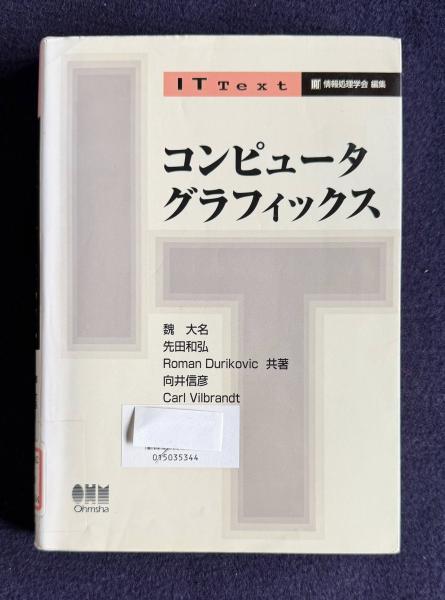 IT Text
情報処理学会 編集
コンピュータ
グラフィックス
魏 大名
先田和弘
Roman Durikovic 共著
向井信彦
Carl Vilbrandt
015035344
OHM
Ohmsha